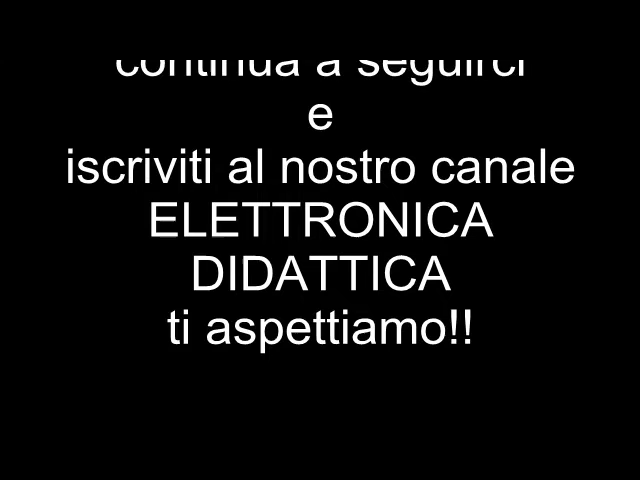 continua a seguirci
e
iscriviti al nostro canale
ELETTRONICA
DIDATTICA
ti aspettiamo!!